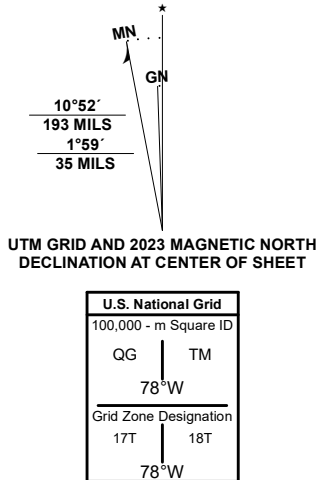 ★
MN
GN
10°52´
193 MILS
1°59´
35 MILS
UTM GRID AND 2023 MAGNETIC NORTH
DECLINATION AT CENTER OF SHEET
U.S. National Grid
100,000 - m Square ID
QG TM
78°W
Grid Zone Designation
17T 18T
78°W